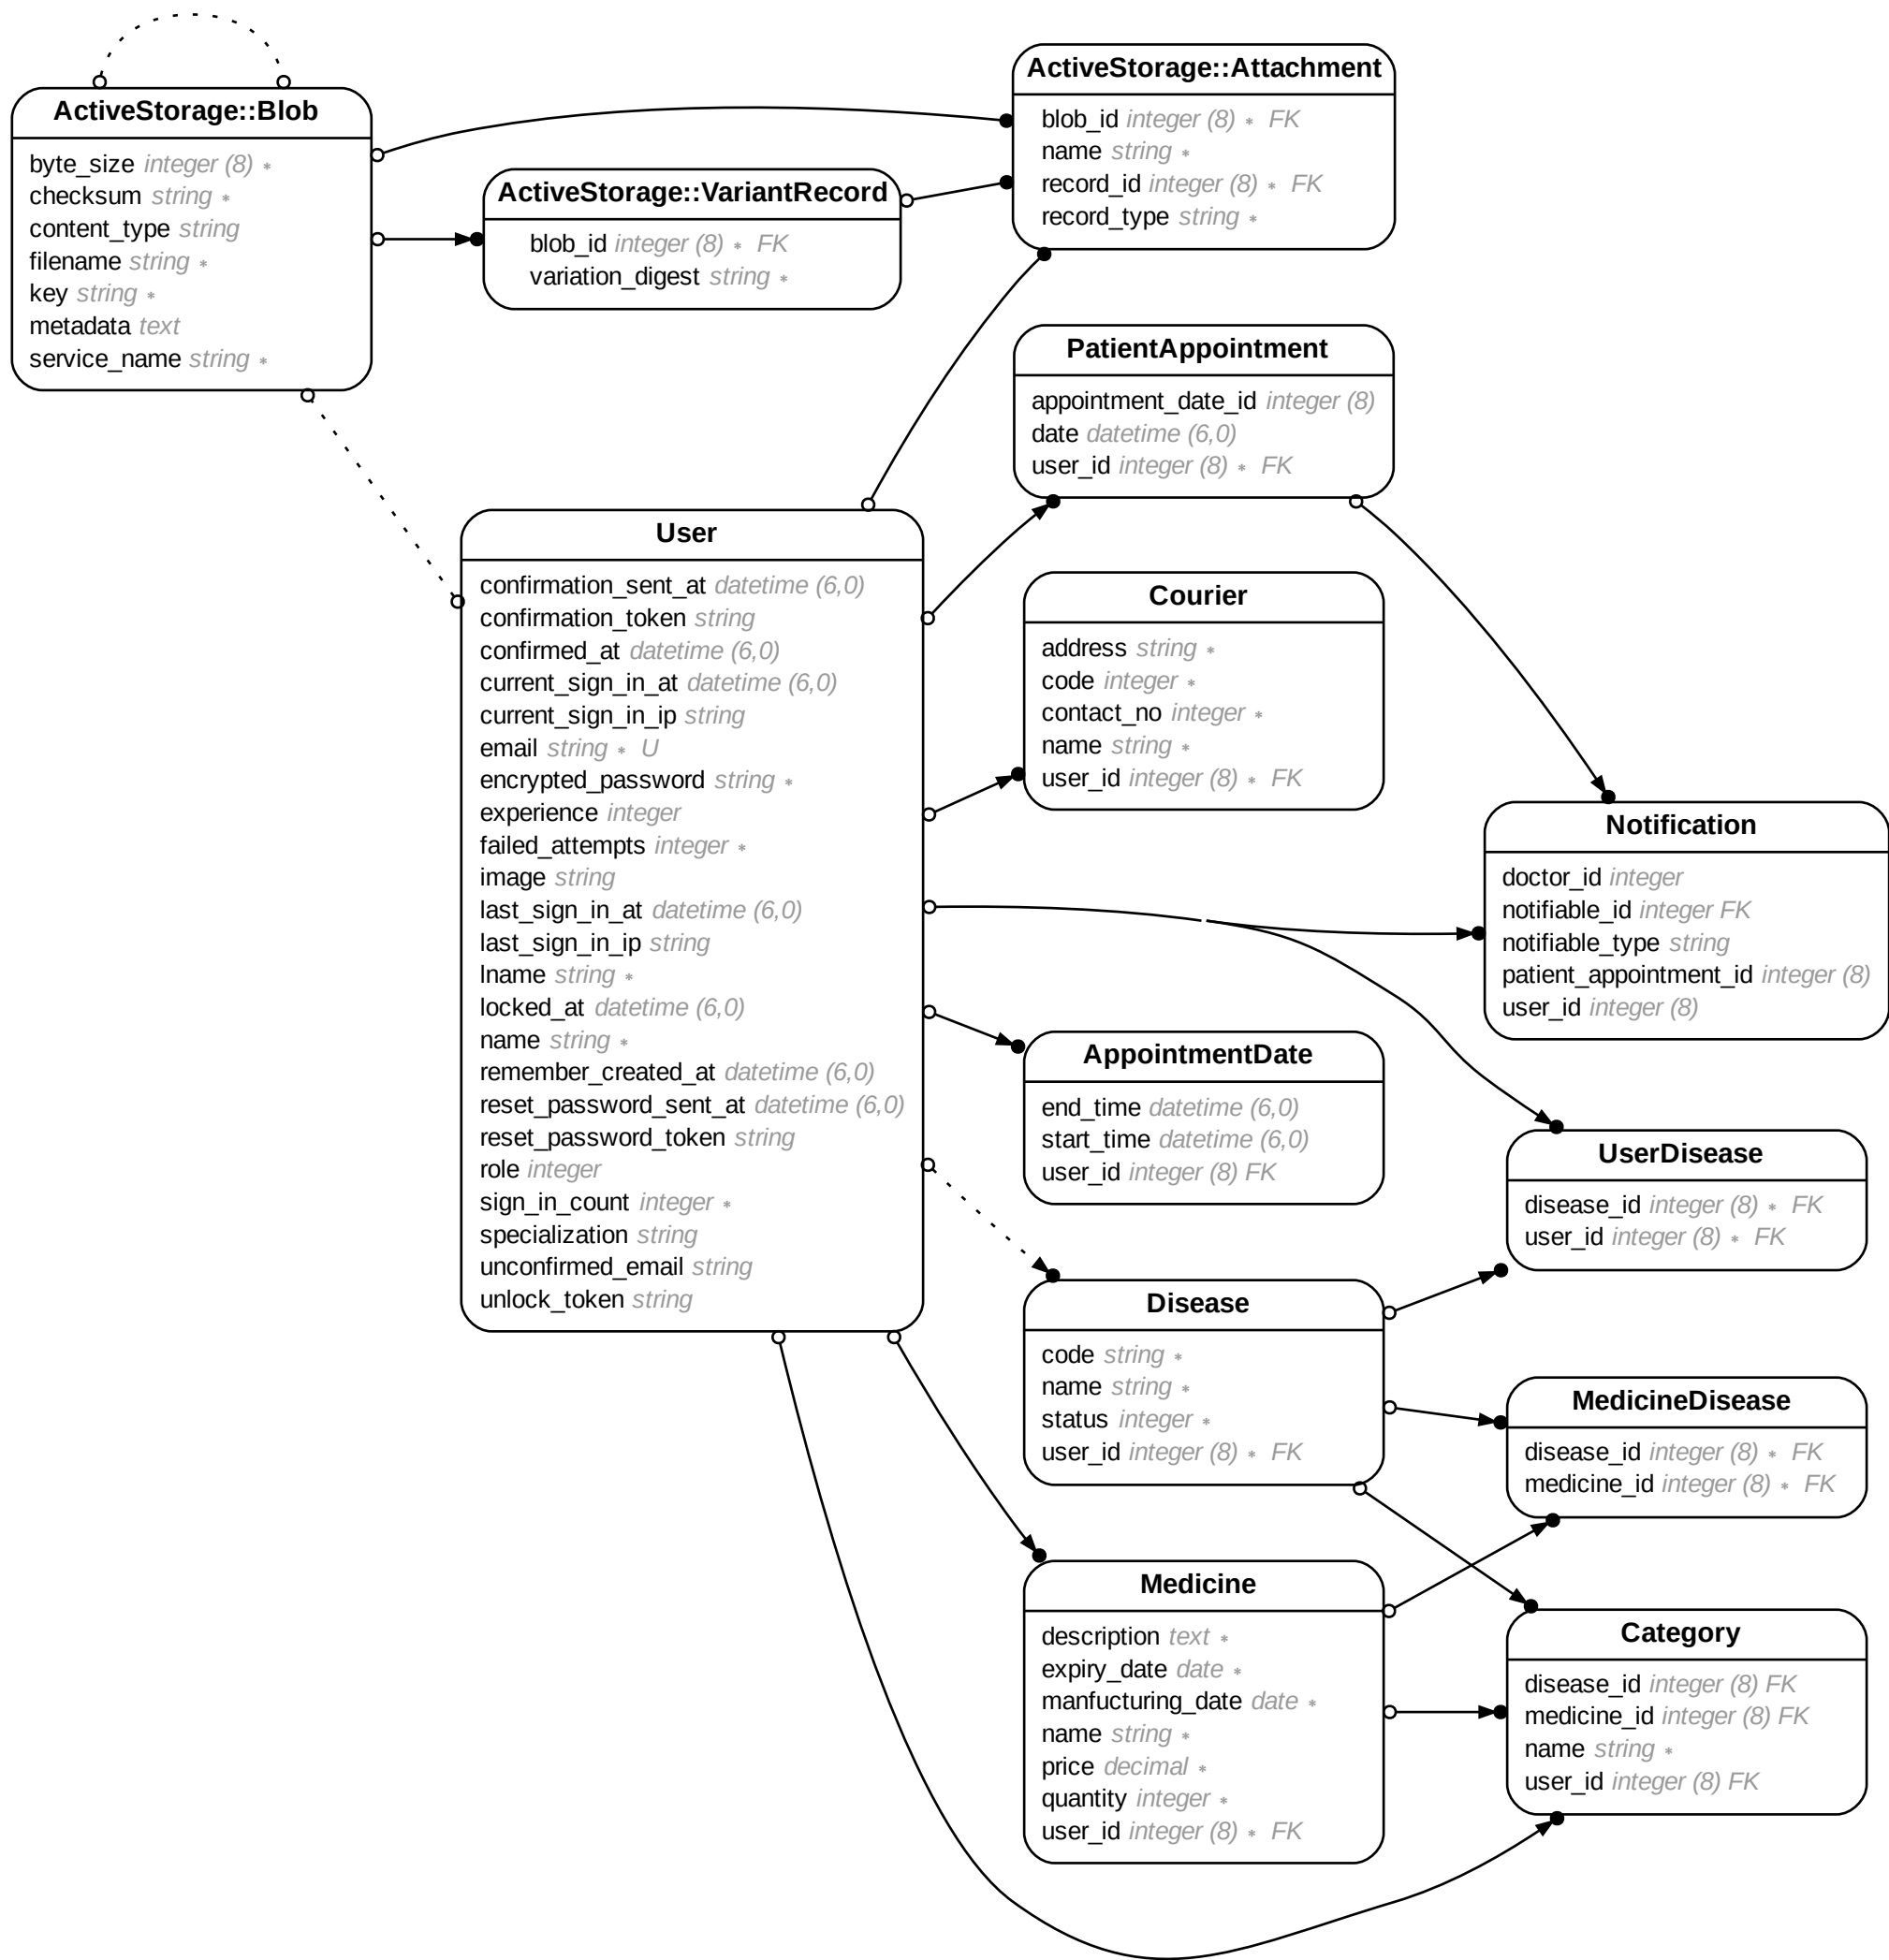 ActiveStorage::Blob
byte_size integer (8) *
checksum string *
content_type string
filename string *
key string *
metadata text
service_name string *
ActiveStorage::VariantRecord
blob_id integer (8) * FK
variation_digest string *
ActiveStorage::Attachment
blob_id integer (8) * FK
name string *
record_id integer (8) * FK
record_type string *
PatientAppointment
appointment_date_id integer (8)
date datetime (6,0)
user_id integer (8) * FK
User
confirmation_sent_at datetime (6,0)
confirmation_token string
confirmed_at datetime (6,0)
current_sign_in_at datetime (6,0)
current_sign_in_ip string
email string * U
encrypted_password string *
experience integer
failed_attempts integer *
image string
last_sign_in_at datetime (6,0)
last_sign_in_ip string
lname string *
locked_at datetime (6,0)
name string *
remember_created_at datetime (6,0)
reset_password_sent_at datetime (6,0)
reset_password_token string
role integer
sign_in_count integer *
specialization string
unconfirmed_email string
unlock_token string
Courier
address string *
code integer *
contact_no integer *
name string *
user_id integer (8) * FK
Notification
doctor_id integer
notifiable_id integer FK
notifiable_type string
patient_appointment_id integer (8)
user_id integer (8)
AppointmentDate
end_time datetime (6,0)
start_time datetime (6,0)
user_id integer (8) FK
UserDisease
disease_id integer (8) * FK
user_id integer (8) * FK
Disease
code string *
name string *
status integer *
user_id integer (8) * FK
MedicineDisease
disease_id integer (8) * FK
medicine_id integer (8) * FK
Medicine
description text *
expiry_date date *
manfucturing_date date *
name string *
price decimal *
quantity integer *
user_id integer (8) * FK
Category
disease_id integer (8) FK
medicine_id integer (8) FK
name string *
user_id integer (8) FK